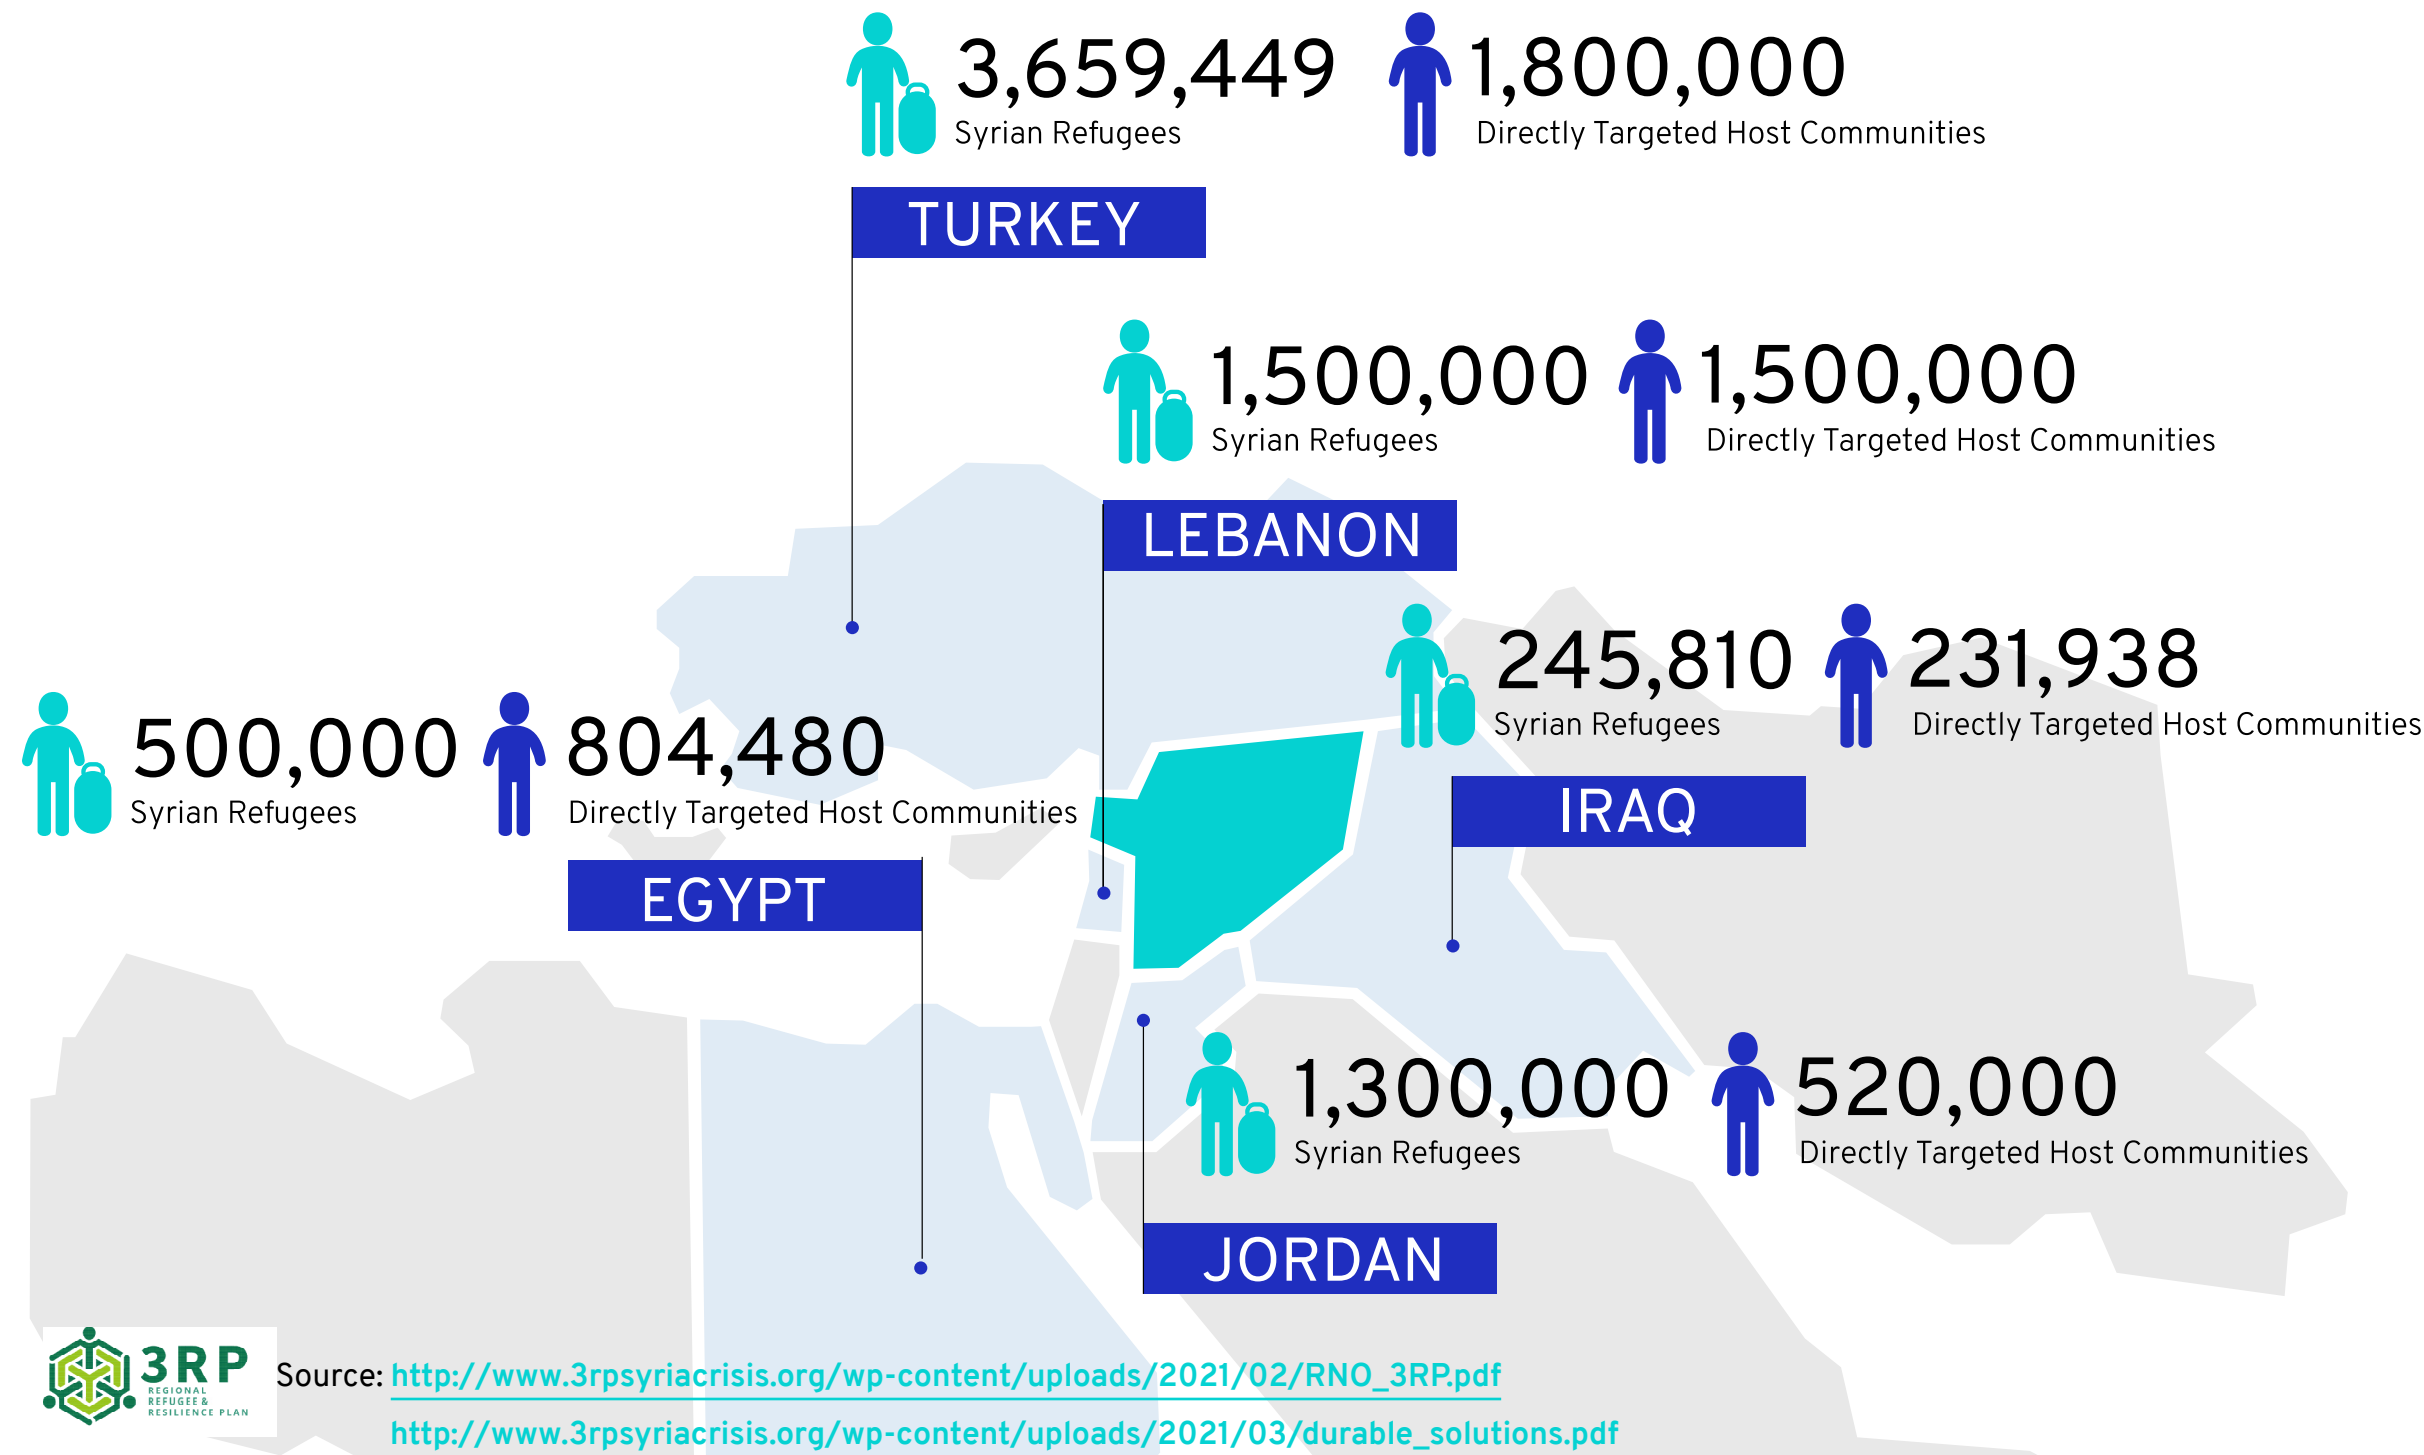 3,659,449
Syrian Refugees
1,800,000
Directly Targeted Host Communities
TURKEY
1,500,000
Syrian Refugees
1,500,000
Directly Targeted Host Communities
LEBANON
245,810
Syrian Refugees
231,938
Directly Targeted Host Communities
IRAQ
500,000
Syrian Refugees
804,480
Directly Targeted Host Communities
EGYPT
1,300,000
Syrian Refugees
520,000
Directly Targeted Host Communities
JORDAN
3RP
REGIONAL
REFUGEE &
RESILIENCE PLAN
Source: http://www.3rpsyriacrisis.org/wp-content/uploads/2021/02/RNO_3RP.pdf
http://www.3rpsyriacrisis.org/wp-content/uploads/2021/03/durable_solutions.pdf